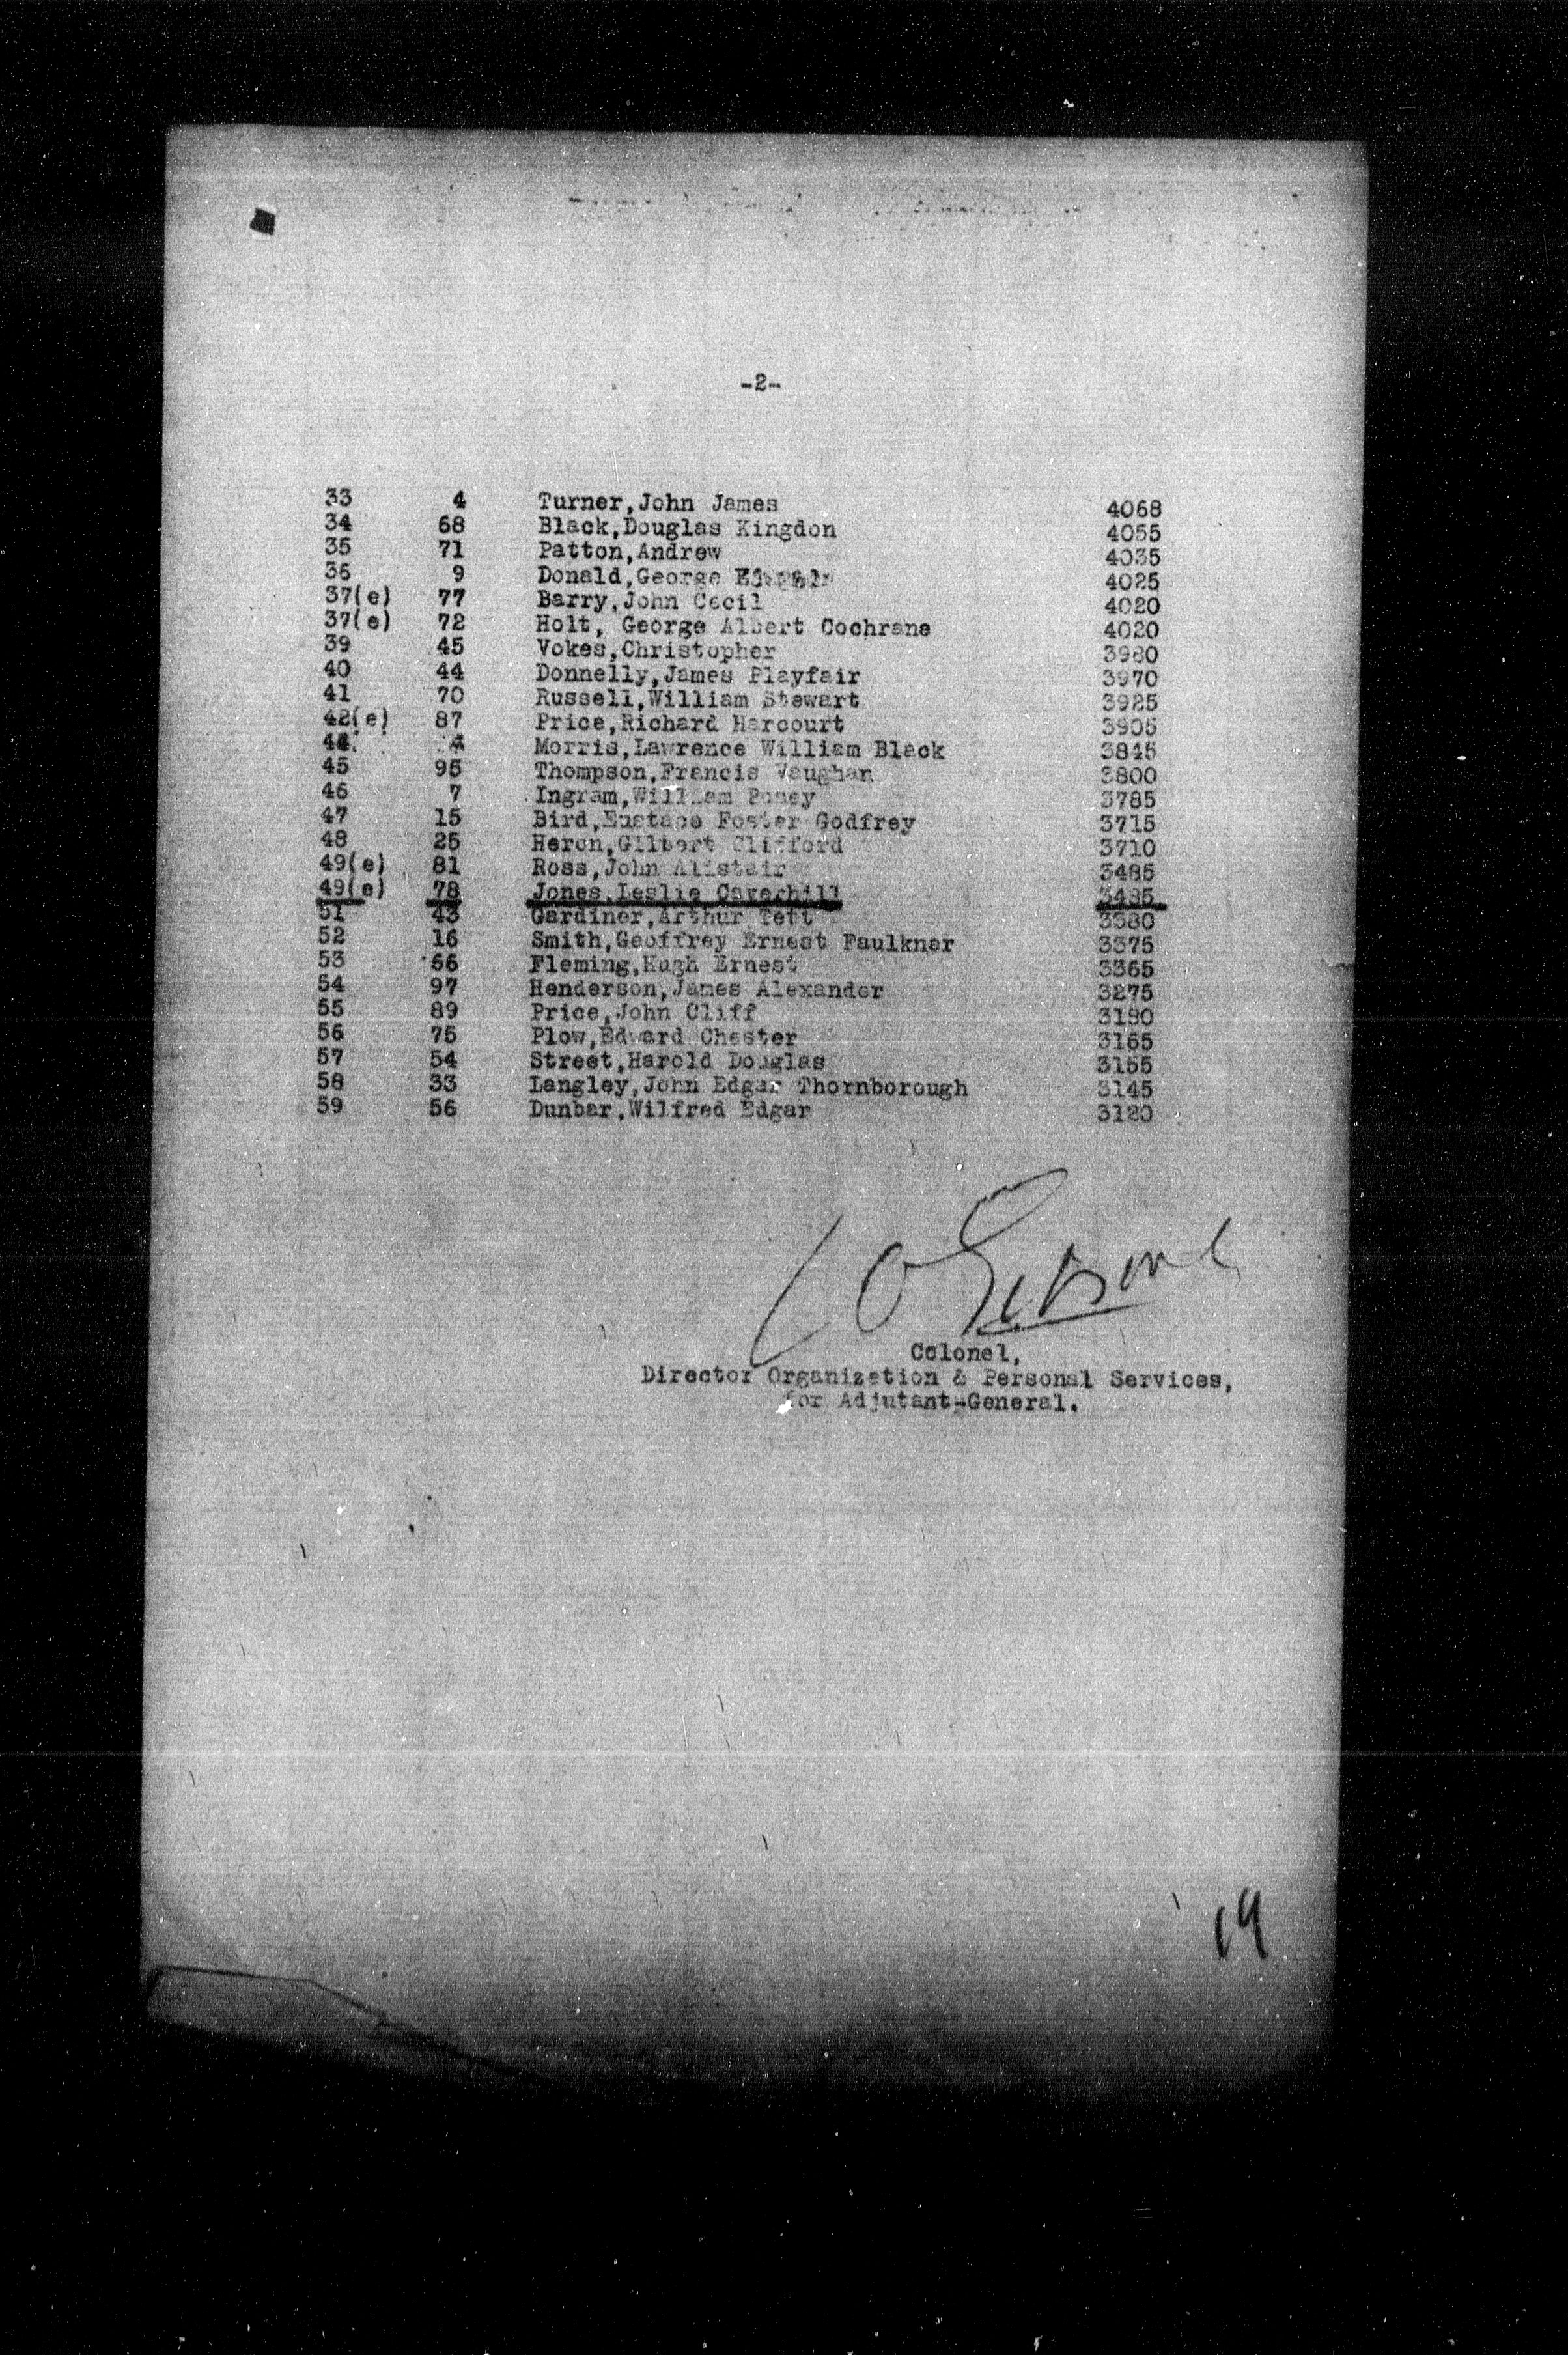 -2-
33 4 Turner,John James 4068
34 68 Black,Douglas Kingdon 4055
35 71 Patton,Andrew 4035
36 9 Donald,George 4025
37(e) 77 Barry,John Cecil 4020
37(e) 72 Holt, George Albert Cochrane 4020
39 45 Vokes,Christopher 3980
40 44 Donnelly,James Playfair 3970
41 70 Russell,William Stewart 3925
42(e) 87 Price,Richard Harcourt 3905
44. Morris,Lawrence William Black 3845
45 95 Thompson,Francis Vaughan 3800
46 7 Ingram,William 3785
47 15 Bird,Eustace Foster Godfrey 3715
48 25 Heron,Gilbert Clifford 3710
49(e) 81 Ross,John Alistair 3485
49(e) 78 Jones,Leslie Caverhill 3485
51 43 Gardiner,Arthur Tett 3380
52 16 Smith,Geoffrey Ernest Faulkner 3375
53 66 Fleming,Hugh Ernest 3365
54 97 Henderson,James Alexander 3275
55 89 Price,John Cliff 3190
56 75 Plow,Edward Chester 3165
57 54 Street,Harold Douglas 3155
58 33 Langley,John Edgar Thornborough 3145
59 56 Dunbar,Wilfred Edgar 3120
Colonel,
Director Organization & Personal Services,
for Adjutant-General.
19